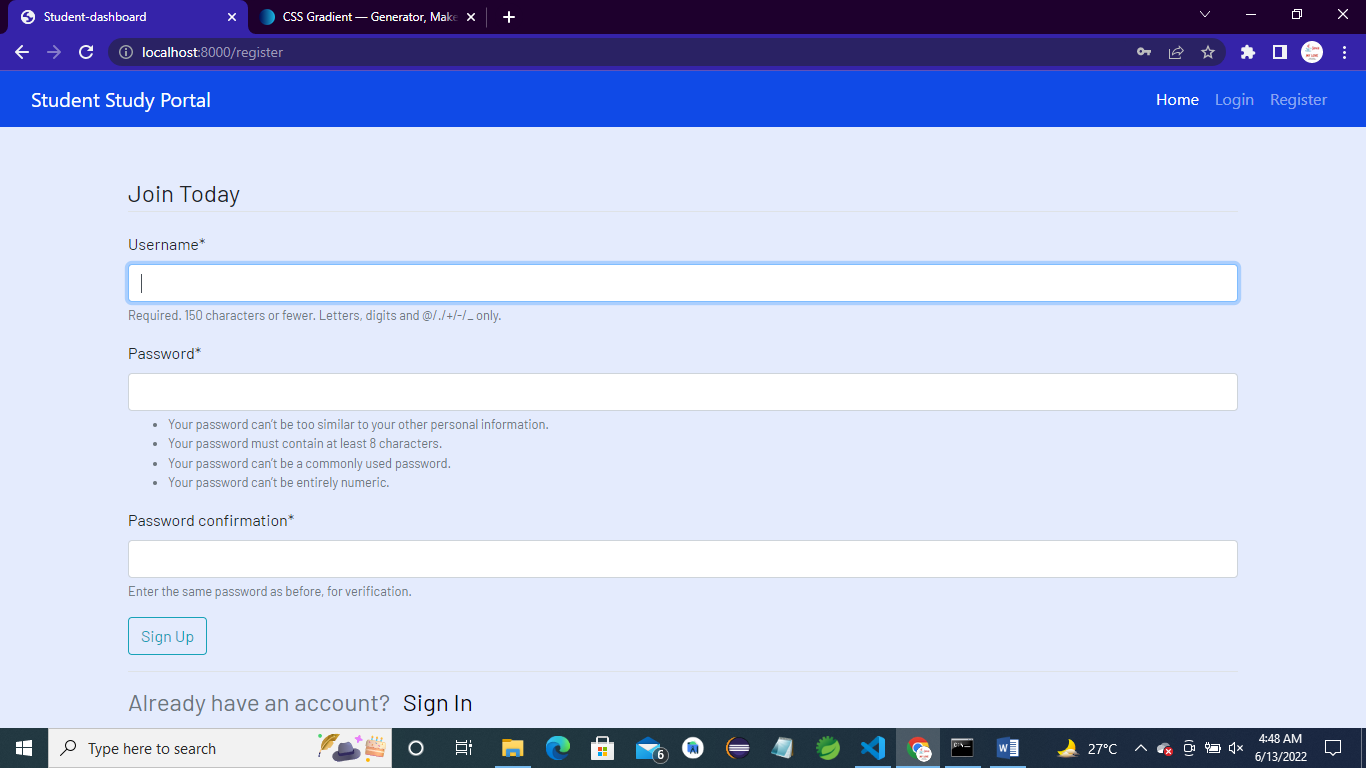 Student-dashboard
CSS Gradient — Generator, Make
localhost:8000/register
Student Study Portal
Home Login Register
Join Today
Username*
Required. 150 characters or fewer. Letters, digits and @/./+/-/_ only.
Password*
• Your password can't be too similar to your other personal information.
• Your password must contain at least 8 characters.
• Your password can't be a commonly used password.
• Your password can't be entirely numeric.
Password confirmation*
Enter the same password as before, for verification.
Sign Up
Already have an account? Sign In
Type here to search
6
27°C
4:48 AM
6/13/2022